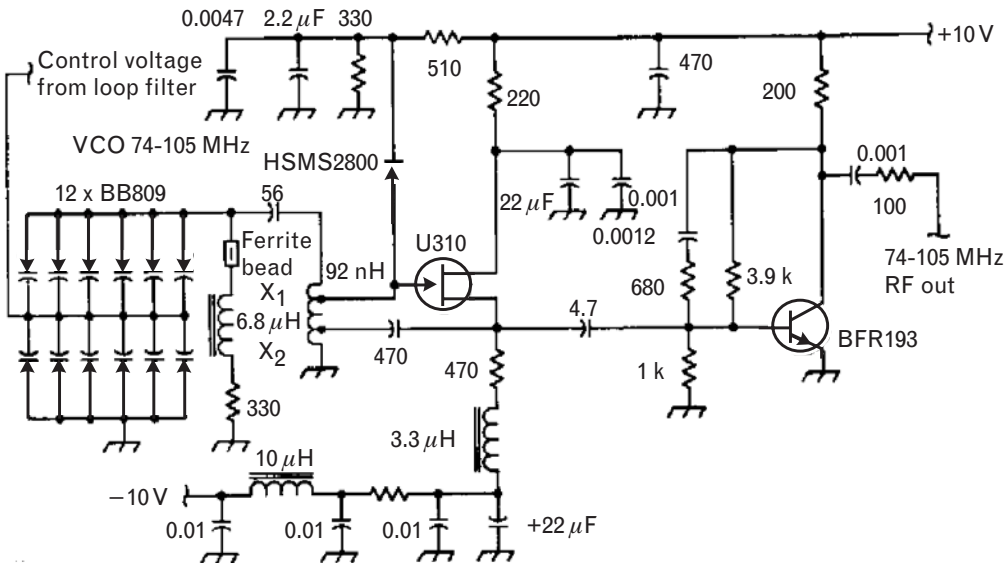 0.0047
2.2 μF
330
+10 V
Control voltage
from loop filter
510
470
220
200
VCO 74-105 MHz
HSMS2800
12 x BB809
56
22 μF
0.001
0.001
100
0.0012
Ferrite
bead
92 nH
U310
74-105 MHz
RF out
X1
680
3.9 k
6.8 μH
4.7
X2
470
470
1 k
BFR193
330
3.3 μH
10 μH
−10 V
0.01
0.01
0.01
+22 μF